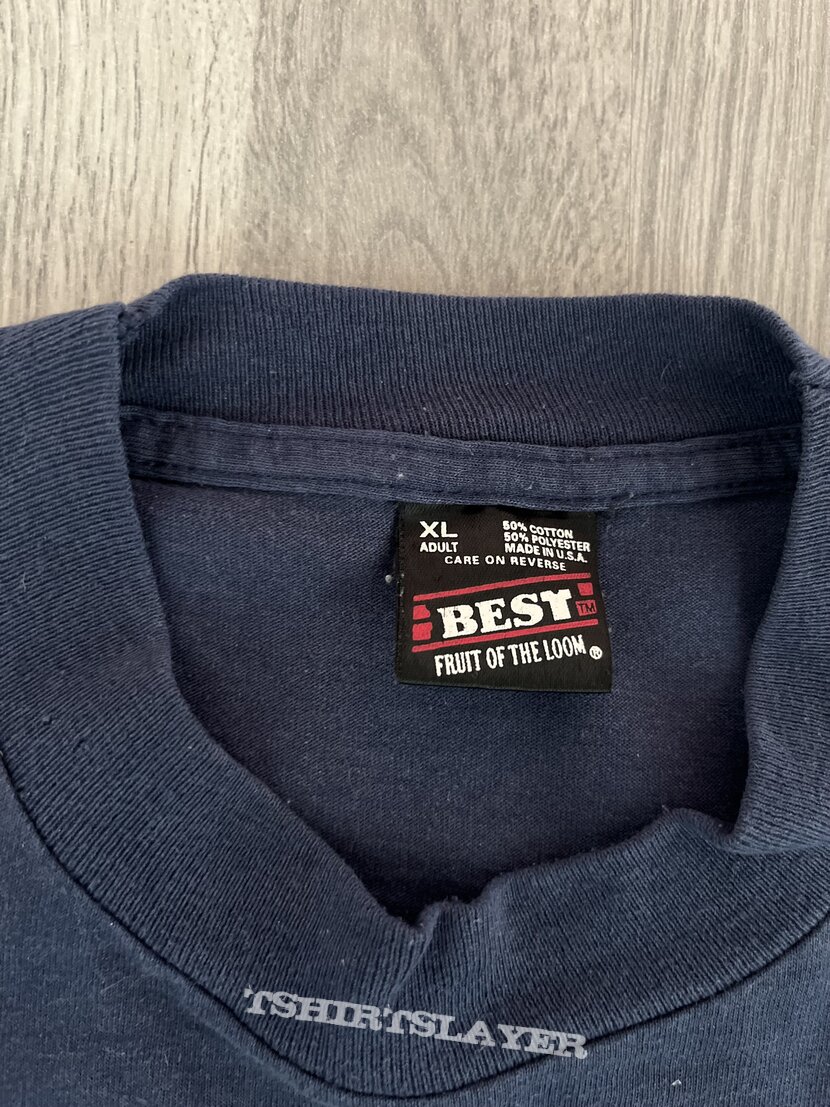 XL
ADULT
50% COTTON
50% POLYESTER
MADE IN U.S.A.
CARE ON REVERSE
BEST TM
FRUIT OF THE LOOM ®
TSHIRTSLAYER